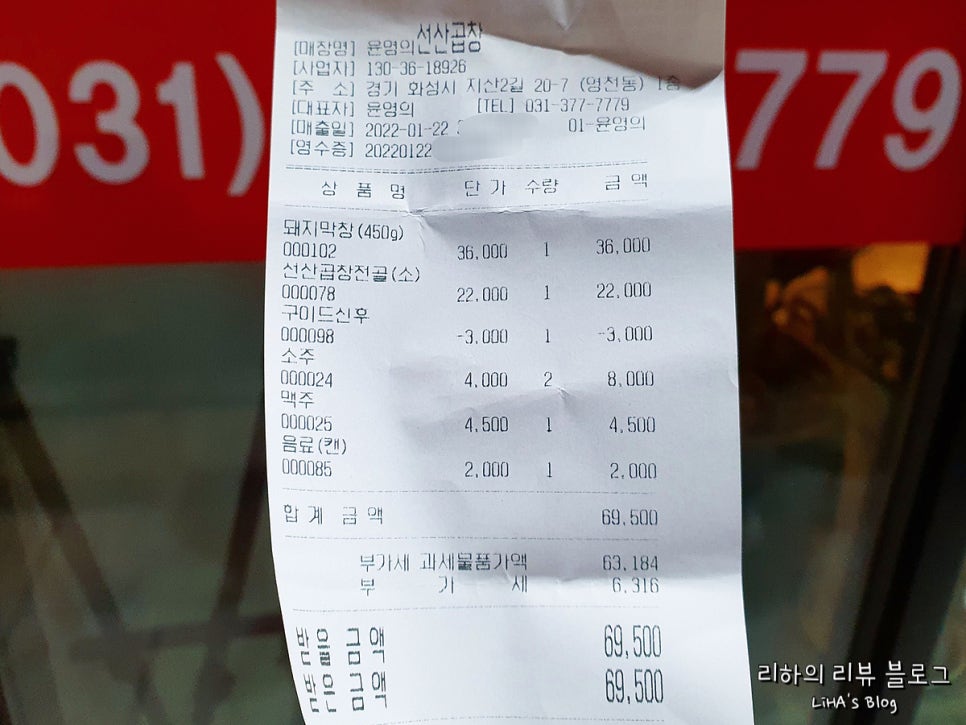 031)
779
[매장명] 윤영의선산곱창
[사업자] 130-36-18926
[주 소] 경기 화성시 지산2길 20-7 (영천동) 1층
[대표자] 윤영의 [TEL] 031-377-7779
[매출일] 2022-01-22 01-윤영의
[영수증] 20220122
상 품 명 단 가 수량 금 액
돼지막창(450g)
000102 36,000 1 36,000
선산곱창전골(소)
000078 22,000 1 22,000
구이드신후
000098 -3,000 1 -3,000
소주
000024 4,000 2 8,000
맥주
000025 4,500 1 4,500
음료(캔)
000085 2,000 1 2,000
합 계 금 액 69,500
부가세 과세물품가액 63,184
부 가 세 6,316
받 을 금 액 69,500
받 은 금 액 69,500
리하의 리뷰 블로그
LiHA's Blog